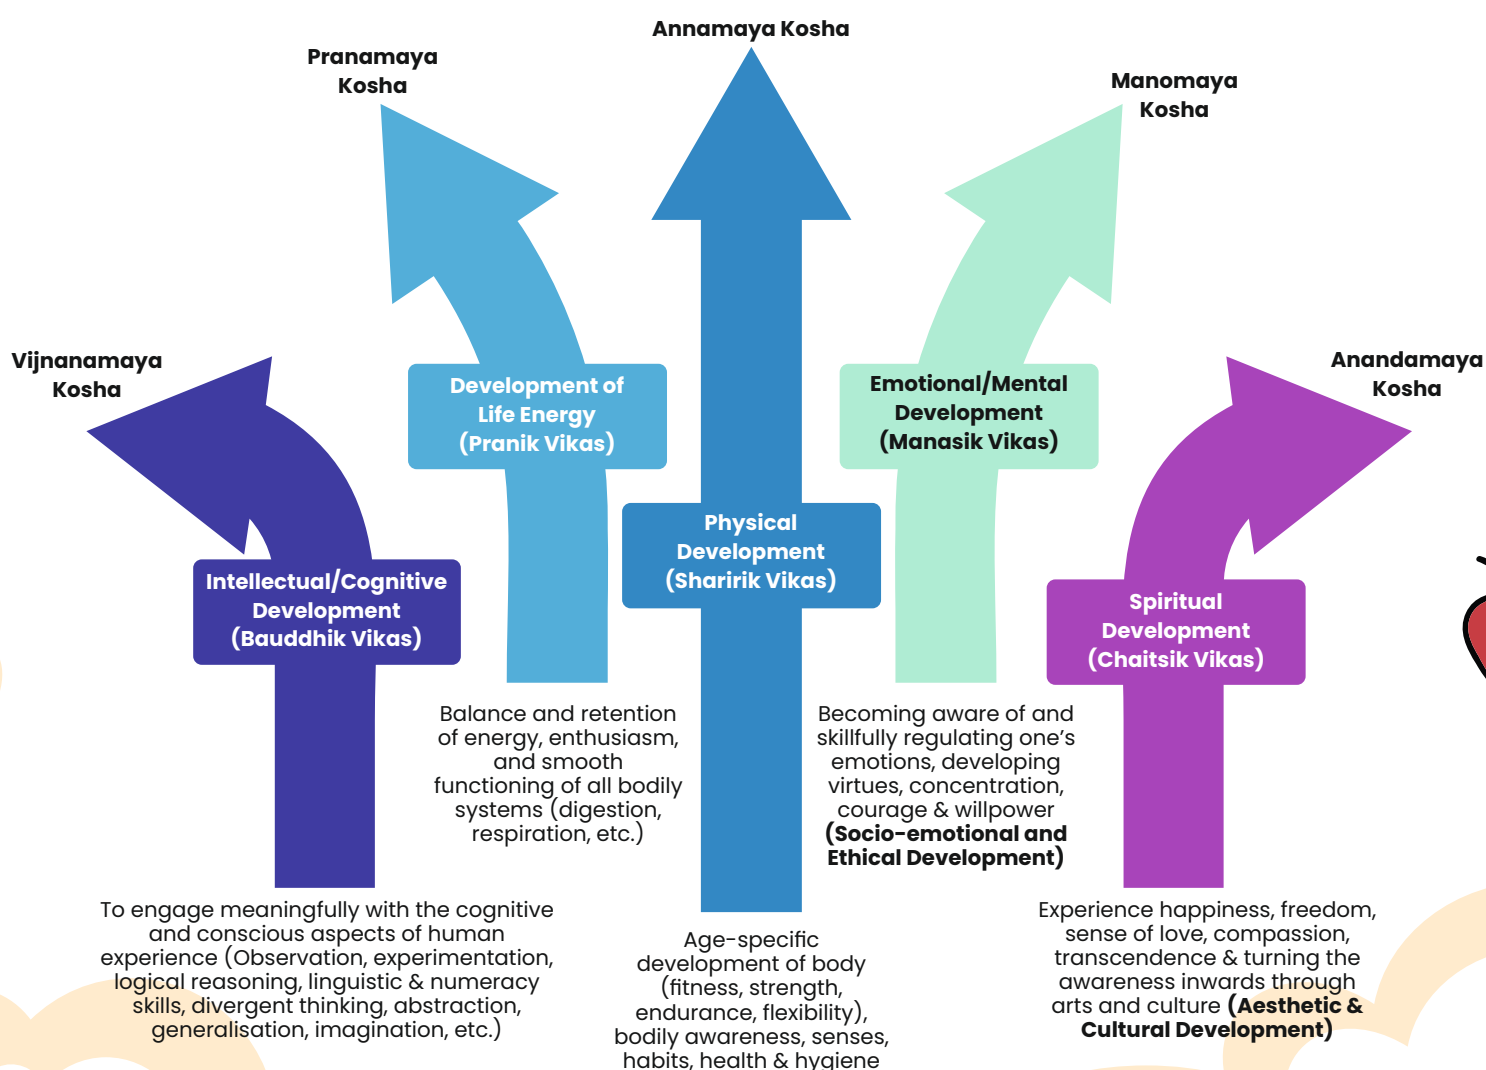 Annamaya Kosha
Pranamaya
Kosha
Manomaya
Kosha
Vijnanamaya
Kosha
Anandamaya
Kosha
Development of
Life Energy
(Pranik Vikas)
Emotional/Mental
Development
(Manasik Vikas)
Physical
Development
(Sharirik Vikas)
Intellectual/Cognitive
Development
(Bauddhik Vikas)
Spiritual
Development
(Chaitsik Vikas)
Balance and retention
of energy, enthusiasm,
and smooth
functioning of all bodily
systems (digestion,
respiration, etc.)
Becoming aware of and
skillfully regulating one's
emotions, developing
virtues, concentration,
courage & willpower
(Socio-emotional and
Ethical Development)
To engage meaningfully with the cognitive
and conscious aspects of human
experience (Observation, experimentation,
logical reasoning, linguistic & numeracy
skills, divergent thinking, abstraction,
generalisation, imagination, etc.)
Age-specific
development of body
(fitness, strength,
endurance, flexibility),
bodily awareness, senses,
habits, health & hygiene
Experience happiness, freedom,
sense of love, compassion,
transcendence & turning the
awareness inwards through
arts and culture (Aesthetic &
Cultural Development)